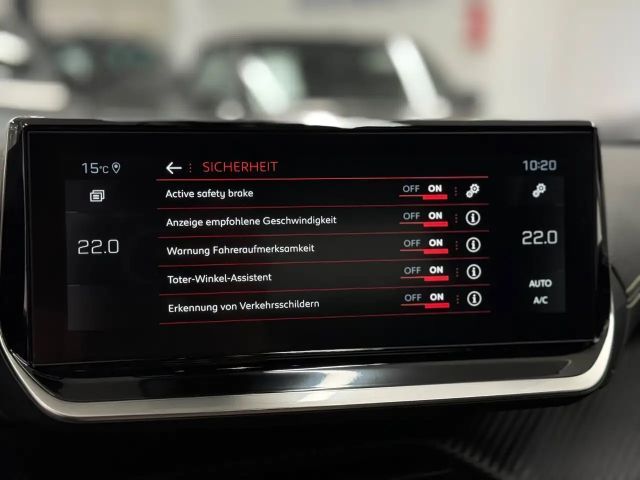 15°C
SICHERHEIT
10:20
Active safety brake OFF ON
Anzeige empfohlene Geschwindigkeit OFF ON
22.0
Warnung Fahreraufmerksamkeit OFF ON
22.0
Toter-Winkel-Assistent OFF ON
AUTO
Erkennung von Verkehrsschildern OFF ON
A/C